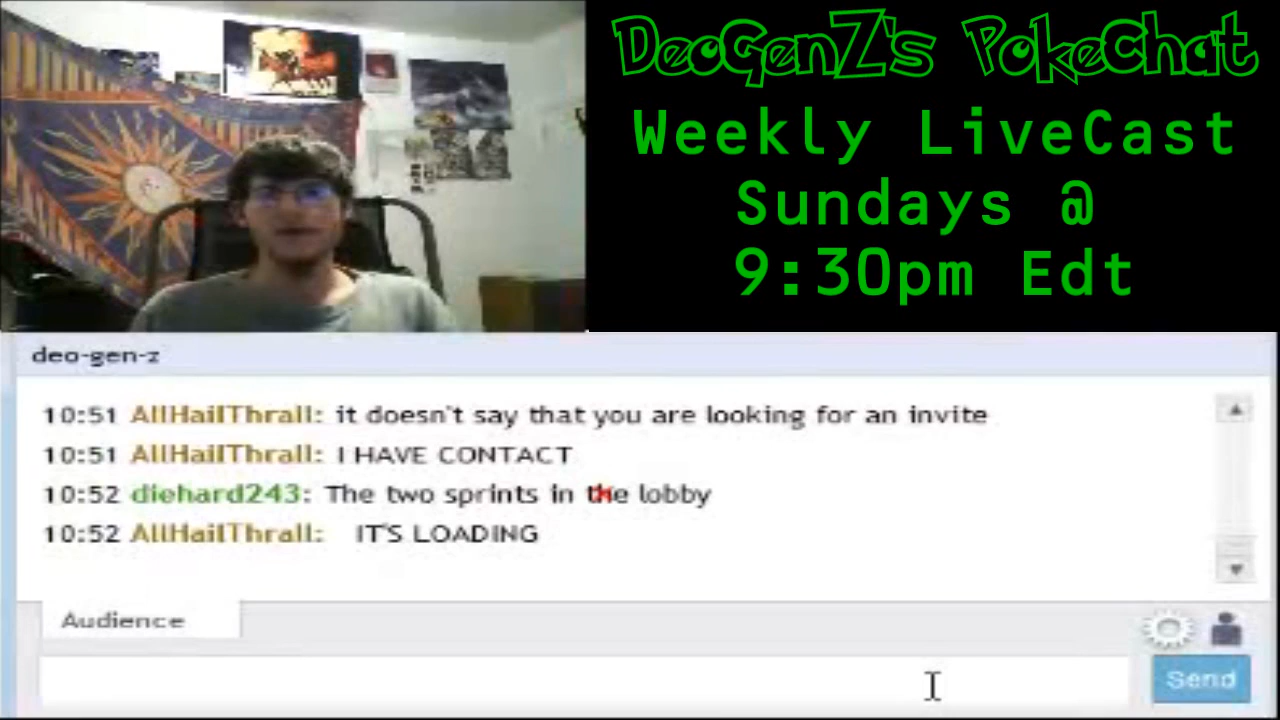 DeoGenZ's PokeChat
Weekly LiveCast
Sundays @
9:30pm Edt
deo-gen-z
10:51 AllHailThrall: it doesn't say that you are looking for an invite
10:51 AllHailThrall: I HAVE CONTACT
10:52 diehard243: The two sprints in the lobby
10:52 AllHailThrall: IT'S LOADING
Audience
Send